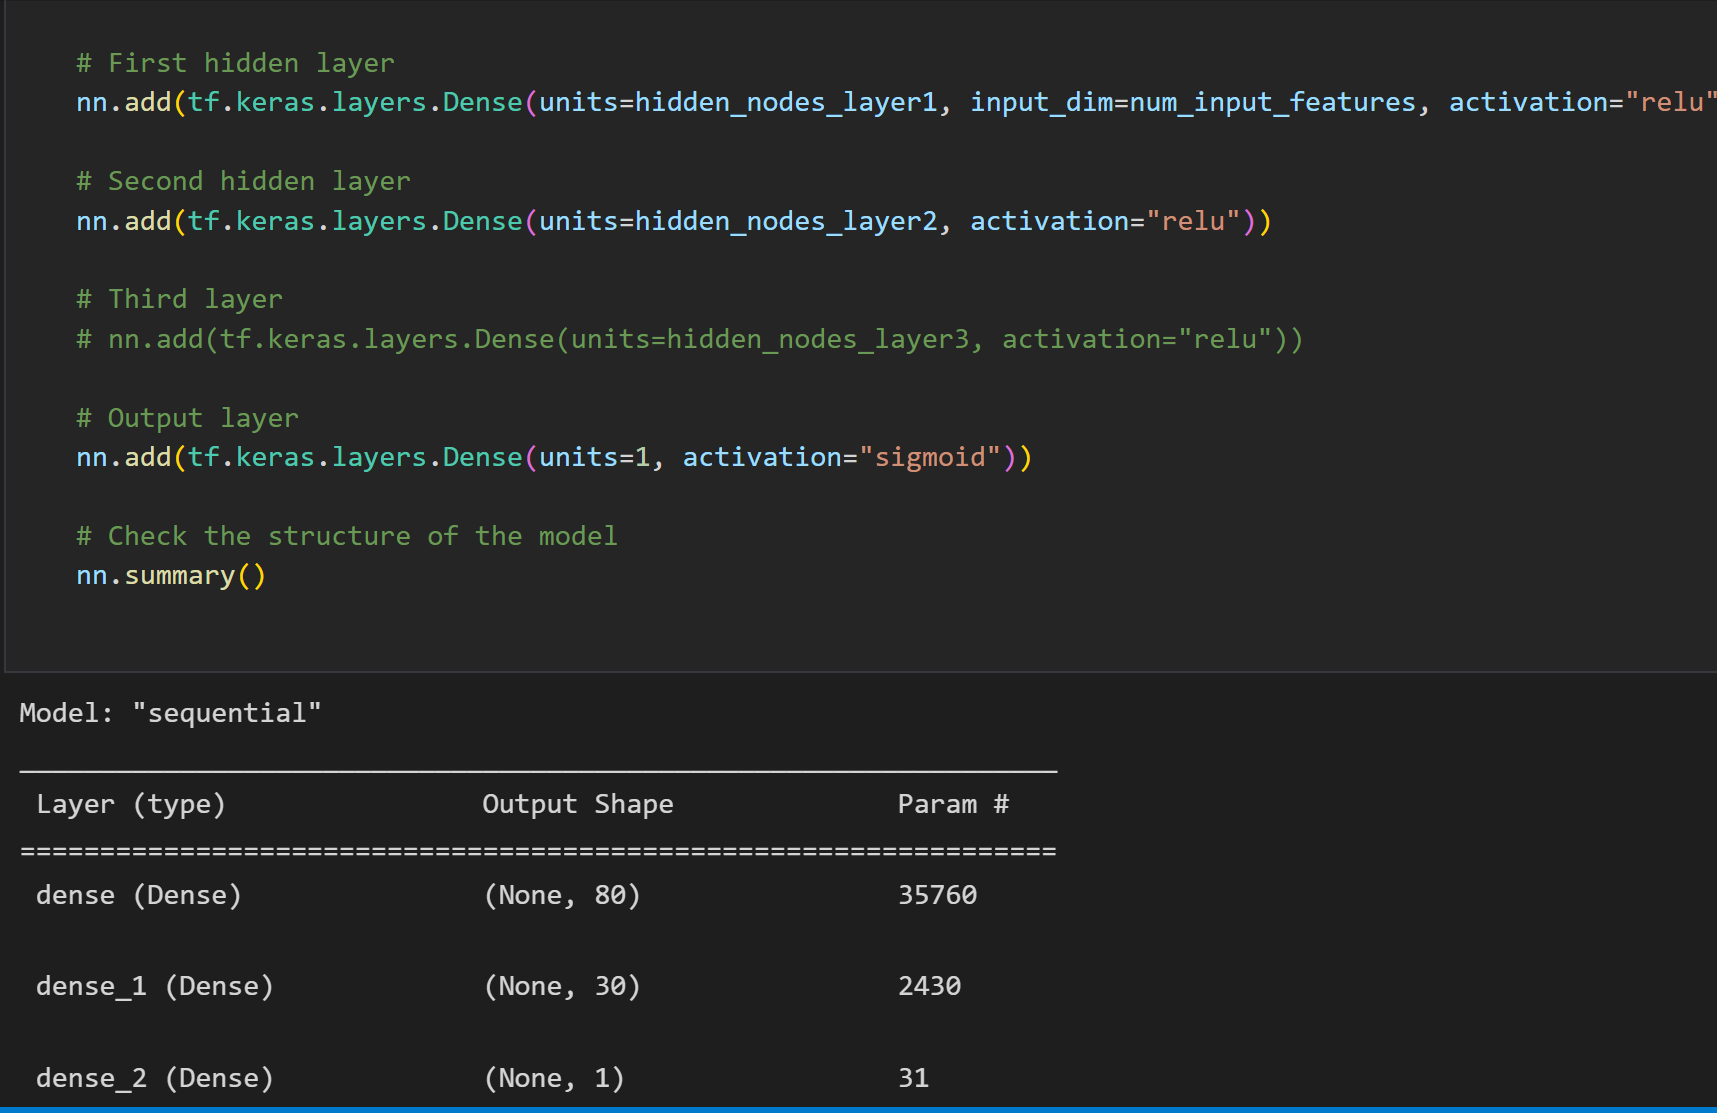 # First hidden layer
nn.add(tf.keras.layers.Dense(units=hidden_nodes_layer1, input_dim=num_input_features, activation="relu"
# Second hidden layer
nn.add(tf.keras.layers.Dense(units=hidden_nodes_layer2, activation="relu"))
# Third layer
# nn.add(tf.keras.layers.Dense(units=hidden_nodes_layer3, activation="relu"))
# Output layer
nn.add(tf.keras.layers.Dense(units=1, activation="sigmoid"))
# Check the structure of the model
nn.summary()
Model: "sequential"
_________________________________________________________________
Layer (type) Output Shape Param #
=================================================================
dense (Dense) (None, 80) 35760
dense_1 (Dense) (None, 30) 2430
dense_2 (Dense) (None, 1) 31